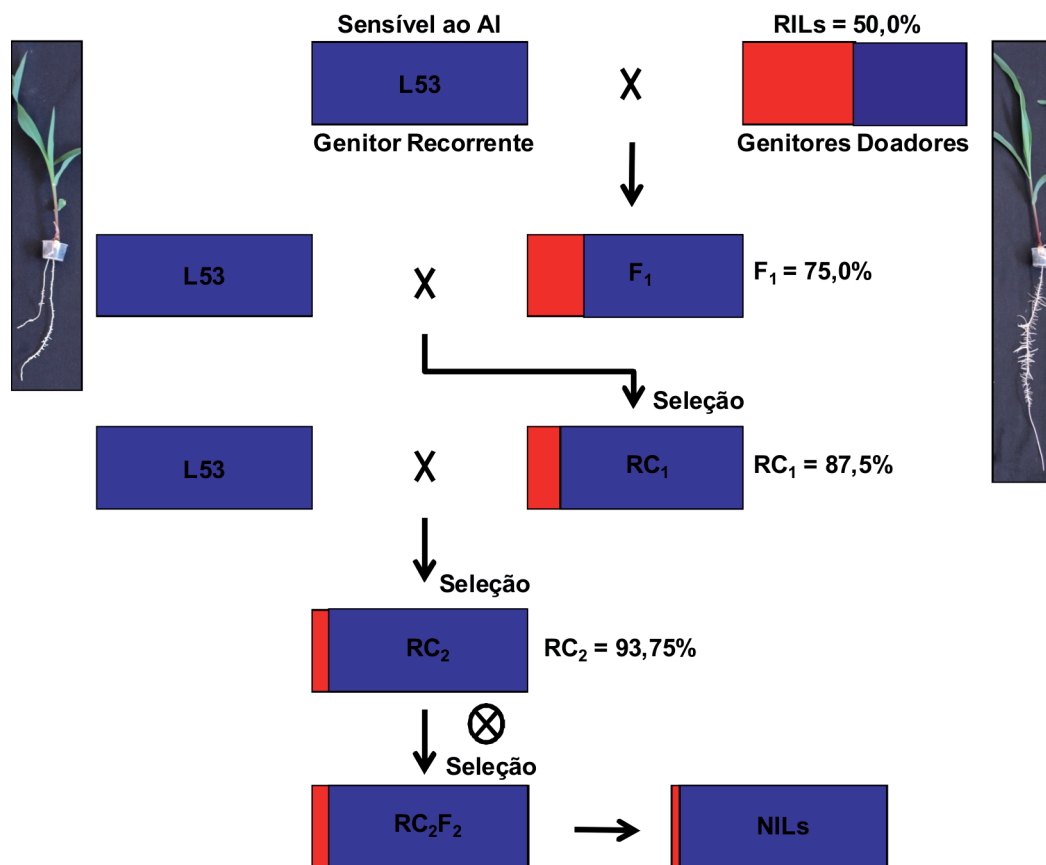 Sensível ao Al
RILs = 50,0%
L53
X
Genitor Recorrente
Genitores Doadores
L53
X
F₁
F₁ = 75,0%
Seleção
L53
X
RC₁
RC₁ = 87,5%
Seleção
RC₂
RC₂ = 93,75%
Seleção
RC₂F₂
NILs